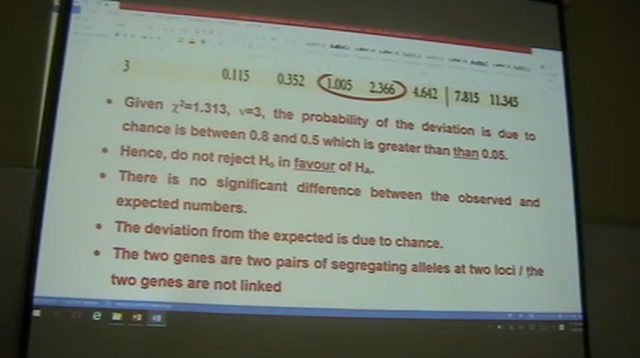 3 0.115 0.352 1.005 2.366 4.642 7.815 11.345
• Given χ²=1.313, ν=3, the probability of the deviation is due to
chance is between 0.8 and 0.5 which is greater than than 0.05.
• Hence, do not reject H₀ in favour of Hₐ.
• There is no significant difference between the observed and
expected numbers.
• The deviation from the expected is due to chance.
• The two genes are two pairs of segregating alleles at two loci / the
two genes are not linked